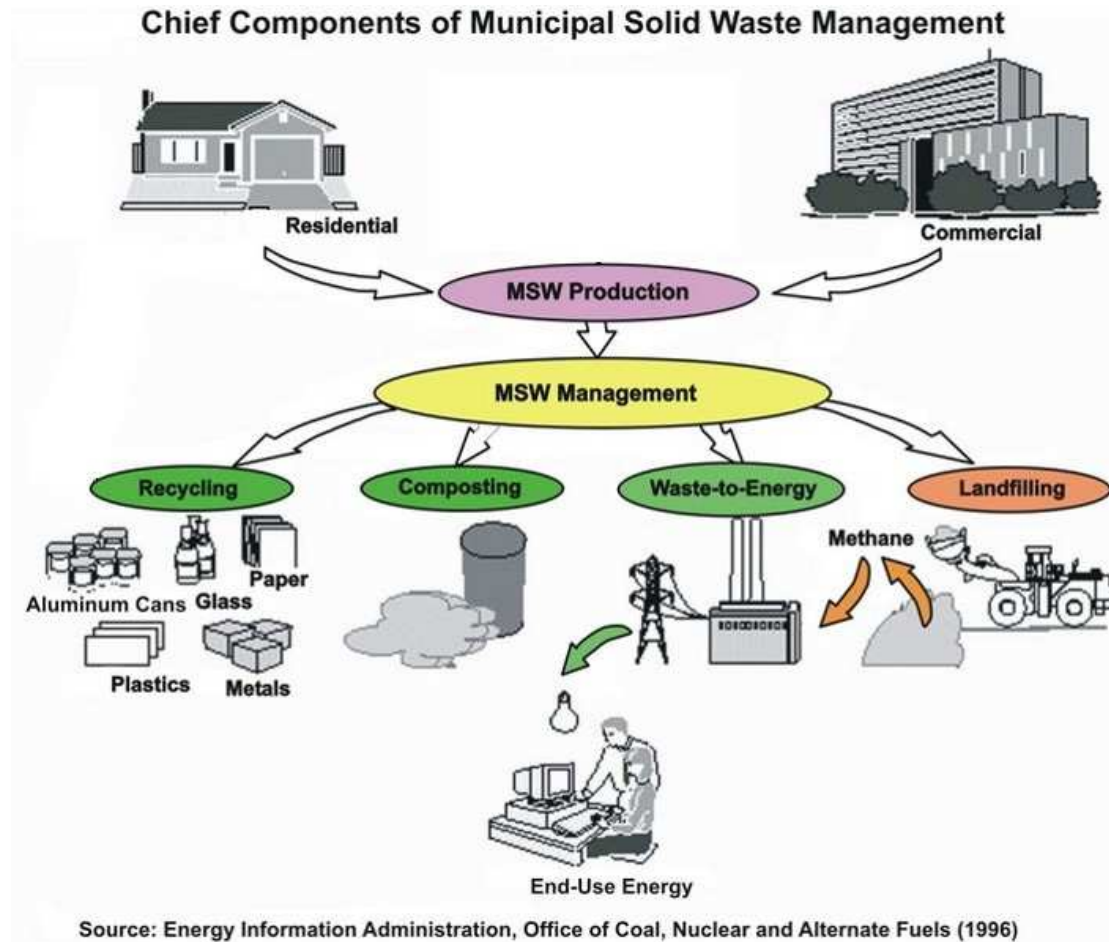 Chief Components of Municipal Solid Waste Management
Residential
Commercial
MSW Production
MSW Management
Recycling
Composting
Waste-to-Energy
Landfilling
Methane
Aluminum Cans
Glass
Paper
Plastics
Metals
End-Use Energy
Source: Energy Information Administration, Office of Coal, Nuclear and Alternate Fuels (1996)